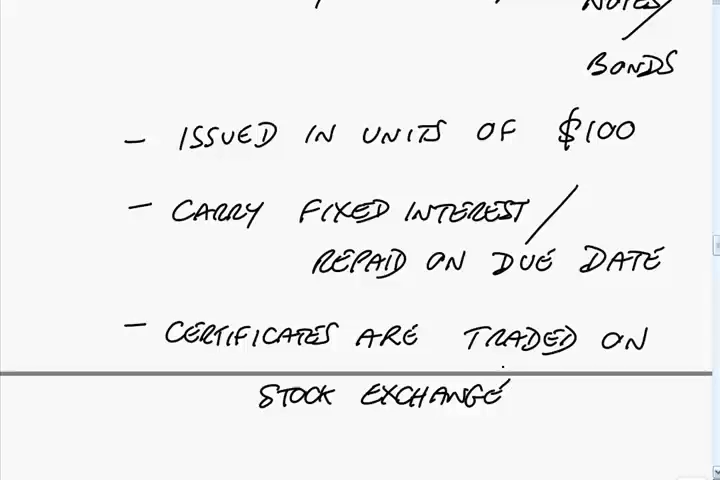 NOTES/
BONDS
- ISSUED IN UNITS OF $100
- CARRY FIXED INTEREST/
REPAID ON DUE DATE
- CERTIFICATES ARE TRADED ON
STOCK EXCHANGE